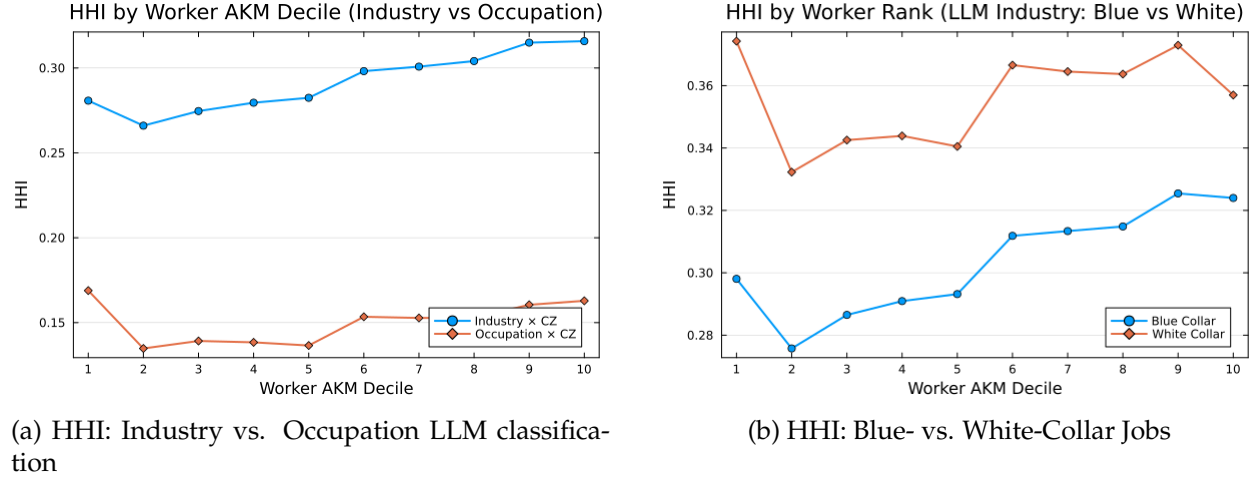 HHI by Worker AKM Decile (Industry vs Occupation)
0.30
0.25
0.20
0.15
HHI
1 2 3 4 5 6 7 8 9 10
Worker AKM Decile
Industry × CZ
Occupation × CZ
(a) HHI: Industry vs. Occupation LLM classifica-
tion
HHI by Worker Rank (LLM Industry: Blue vs White)
0.36
0.34
0.32
0.30
0.28
HHI
1 2 3 4 5 6 7 8 9 10
Worker AKM Decile
Blue Collar
White Collar
(b) HHI: Blue- vs. White-Collar Jobs